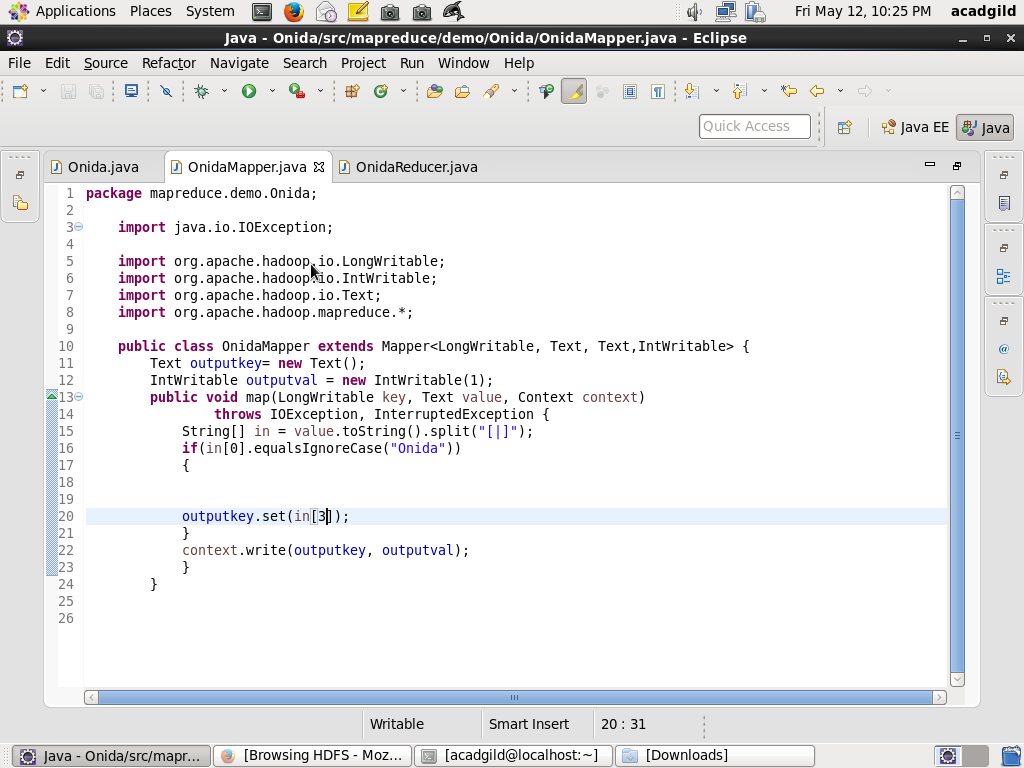 Applications Places System Fri May 12, 10:25 PM acadgild
Java - Onida/src/mapreduce/demo/Onida/OnidaMapper.java - Eclipse
File Edit Source Refactor Navigate Search Project Run Window Help
Quick Access Java EE Java
Onida.java OnidaMapper.java OnidaReducer.java
1 package mapreduce.demo.Onida;
2
3 import java.io.IOException;
4
5 import org.apache.hadoop.io.LongWritable;
6 import org.apache.hadoop.io.IntWritable;
7 import org.apache.hadoop.io.Text;
8 import org.apache.hadoop.mapreduce.*;
9
10 public class OnidaMapper extends Mapper<LongWritable, Text, Text,IntWritable> {
11 Text outputkey= new Text();
12 IntWritable outputval = new IntWritable(1);
13 public void map(LongWritable key, Text value, Context context)
14 throws IOException, InterruptedException {
15 String[] in = value.toString().split("[|]");
16 if(in[0].equalsIgnoreCase("Onida"))
17 {
18
19
20 outputkey.set(in[3]);
21 }
22 context.write(outputkey, outputval);
23 }
24 }
25
26
Writable Smart Insert 20 : 31
Java - Onida/src/mapr... [Browsing HDFS - Moz... [acadgild@localhost:~] [Downloads]